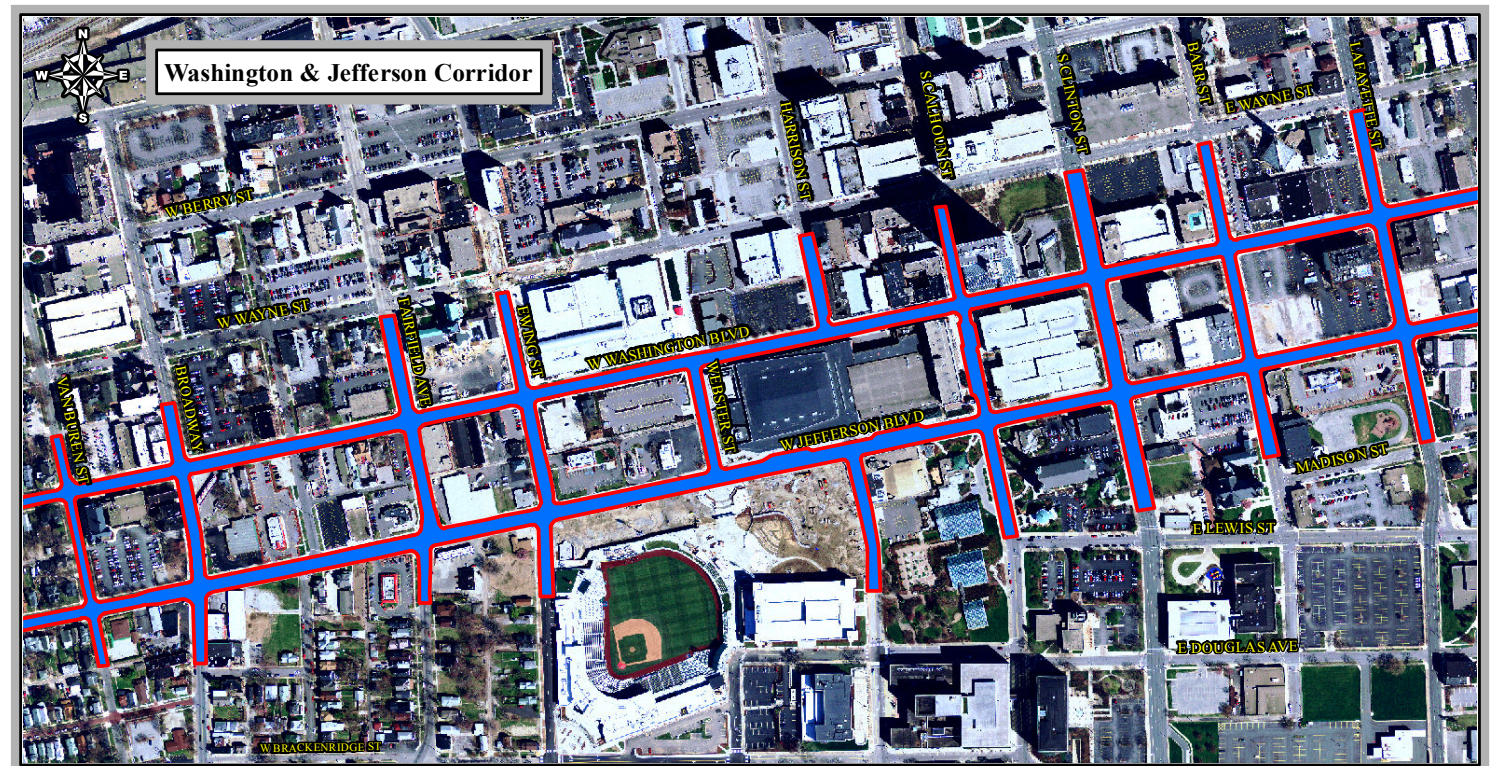 N
W E
S
Washington & Jefferson Corridor
HARRISON ST
S CALHOUN ST
S CLINTON ST
BARR ST
E WAYNE ST
LAFAYETTE ST
W BERRY ST
W WAYNE ST
FAIRFIELD AVE
EWING ST
W WASHINGTON BLVD
WEBSTER ST
VAN BUREN ST
BROADWAY
W JEFFERSON BLVD
MADISON ST
E LEWIS ST
E DOUGLAS AVE
W BRACKENRIDGE ST